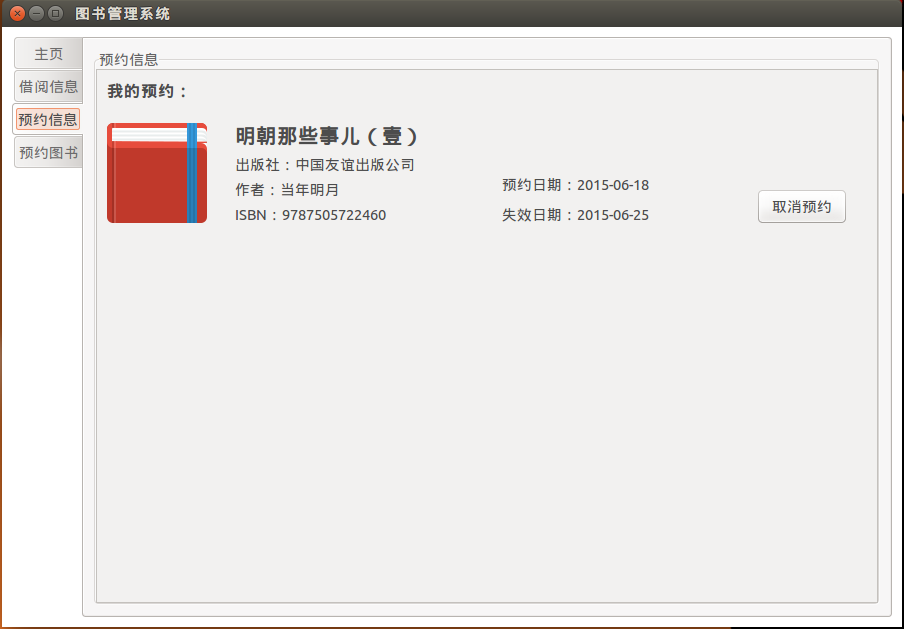 图书管理系统
主页
借阅信息
预约信息
预约图书
预约信息
我的预约：
明朝那些事儿（壹）
出版社：中国友谊出版公司
作者：当年明月
ISBN：9787505722460
预约日期：2015-06-18
失效日期：2015-06-25
取消预约